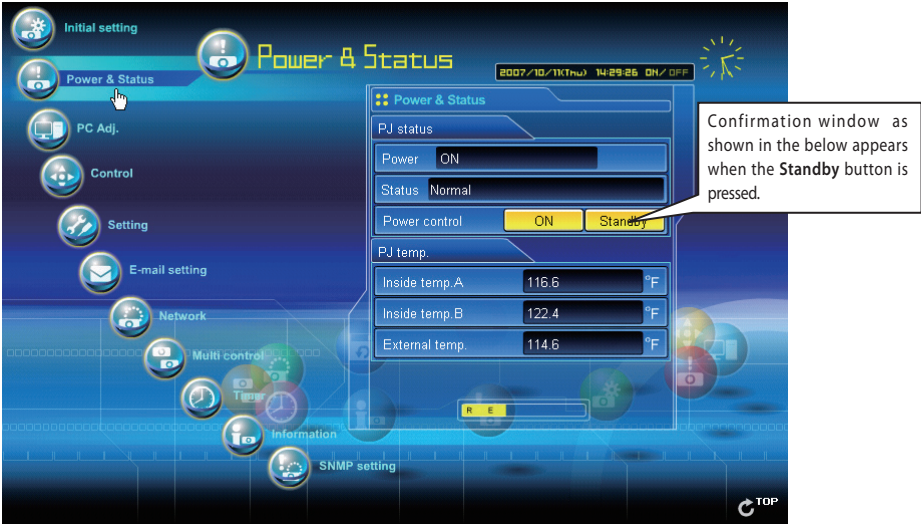 Initial setting
Power & Status
PC Adj.
Control
Setting
E-mail setting
Network
Multi control
Timer
Information
SNMP setting
Power & Status
2007/10/11(Thu) 14:29:26 ON/OFF
Power & Status
PJ status
Power ON
Status Normal
Power control ON Standby
PJ temp.
Inside temp.A 116.6 °F
Inside temp.B 122.4 °F
External temp. 114.6 °F
R E
TOP
Confirmation window as
shown in the below appears
when the Standby button is
pressed.